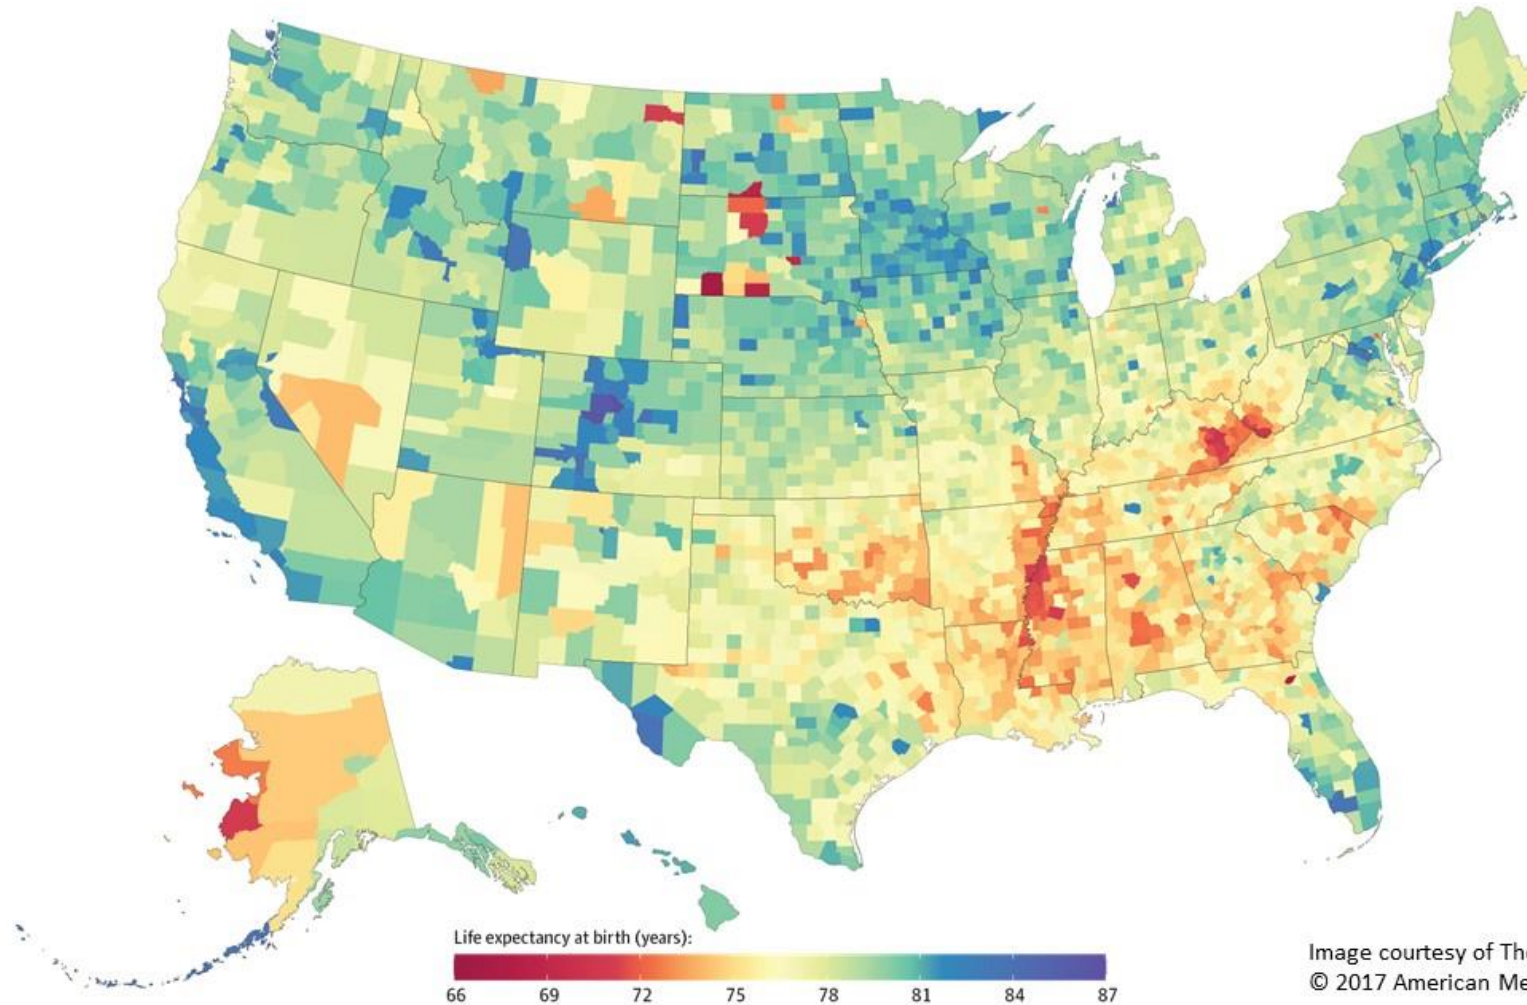 Life expectancy at birth (years):
66 69 72 75 78 81 84 87
Image courtesy of The
© 2017 American Me